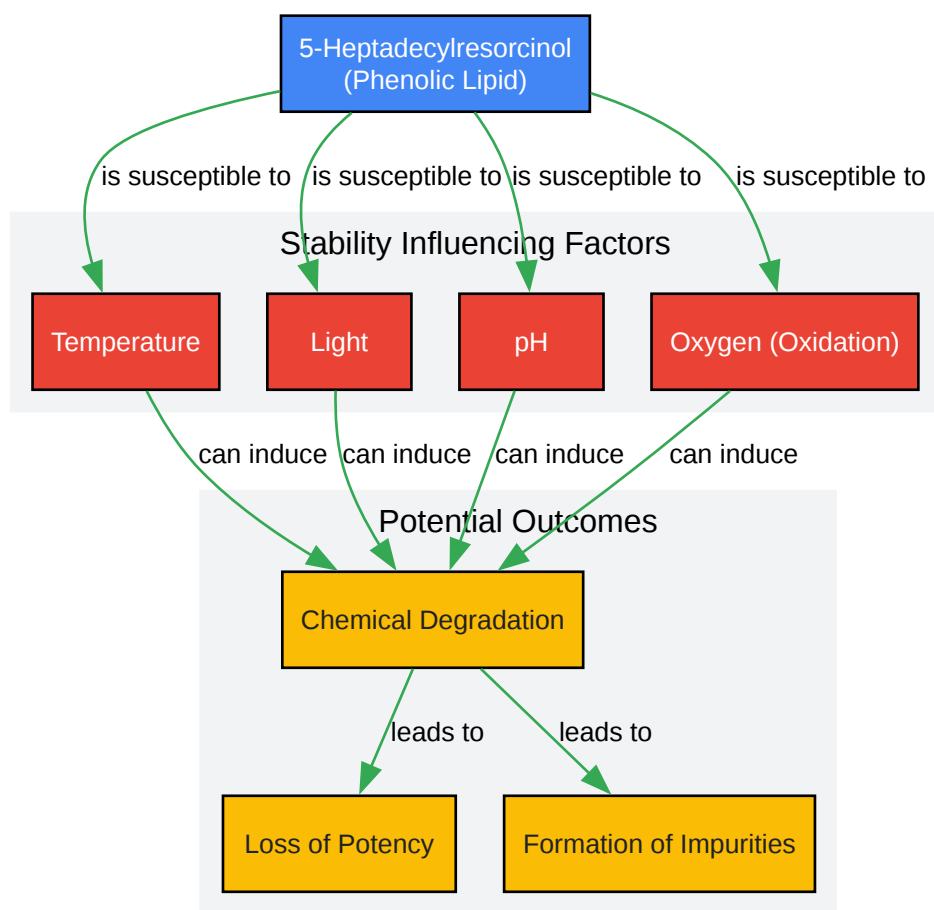 5-Heptadecylresorcinol
(Phenolic Lipid)
is susceptible to
is susceptible to
is susceptible to
is susceptible to
Stability Influencing Factors
Temperature
Light
pH
Oxygen (Oxidation)
can induce
can induce
can induce
can induce
Potential Outcomes
Chemical Degradation
leads to
leads to
Loss of Potency
Formation of Impurities